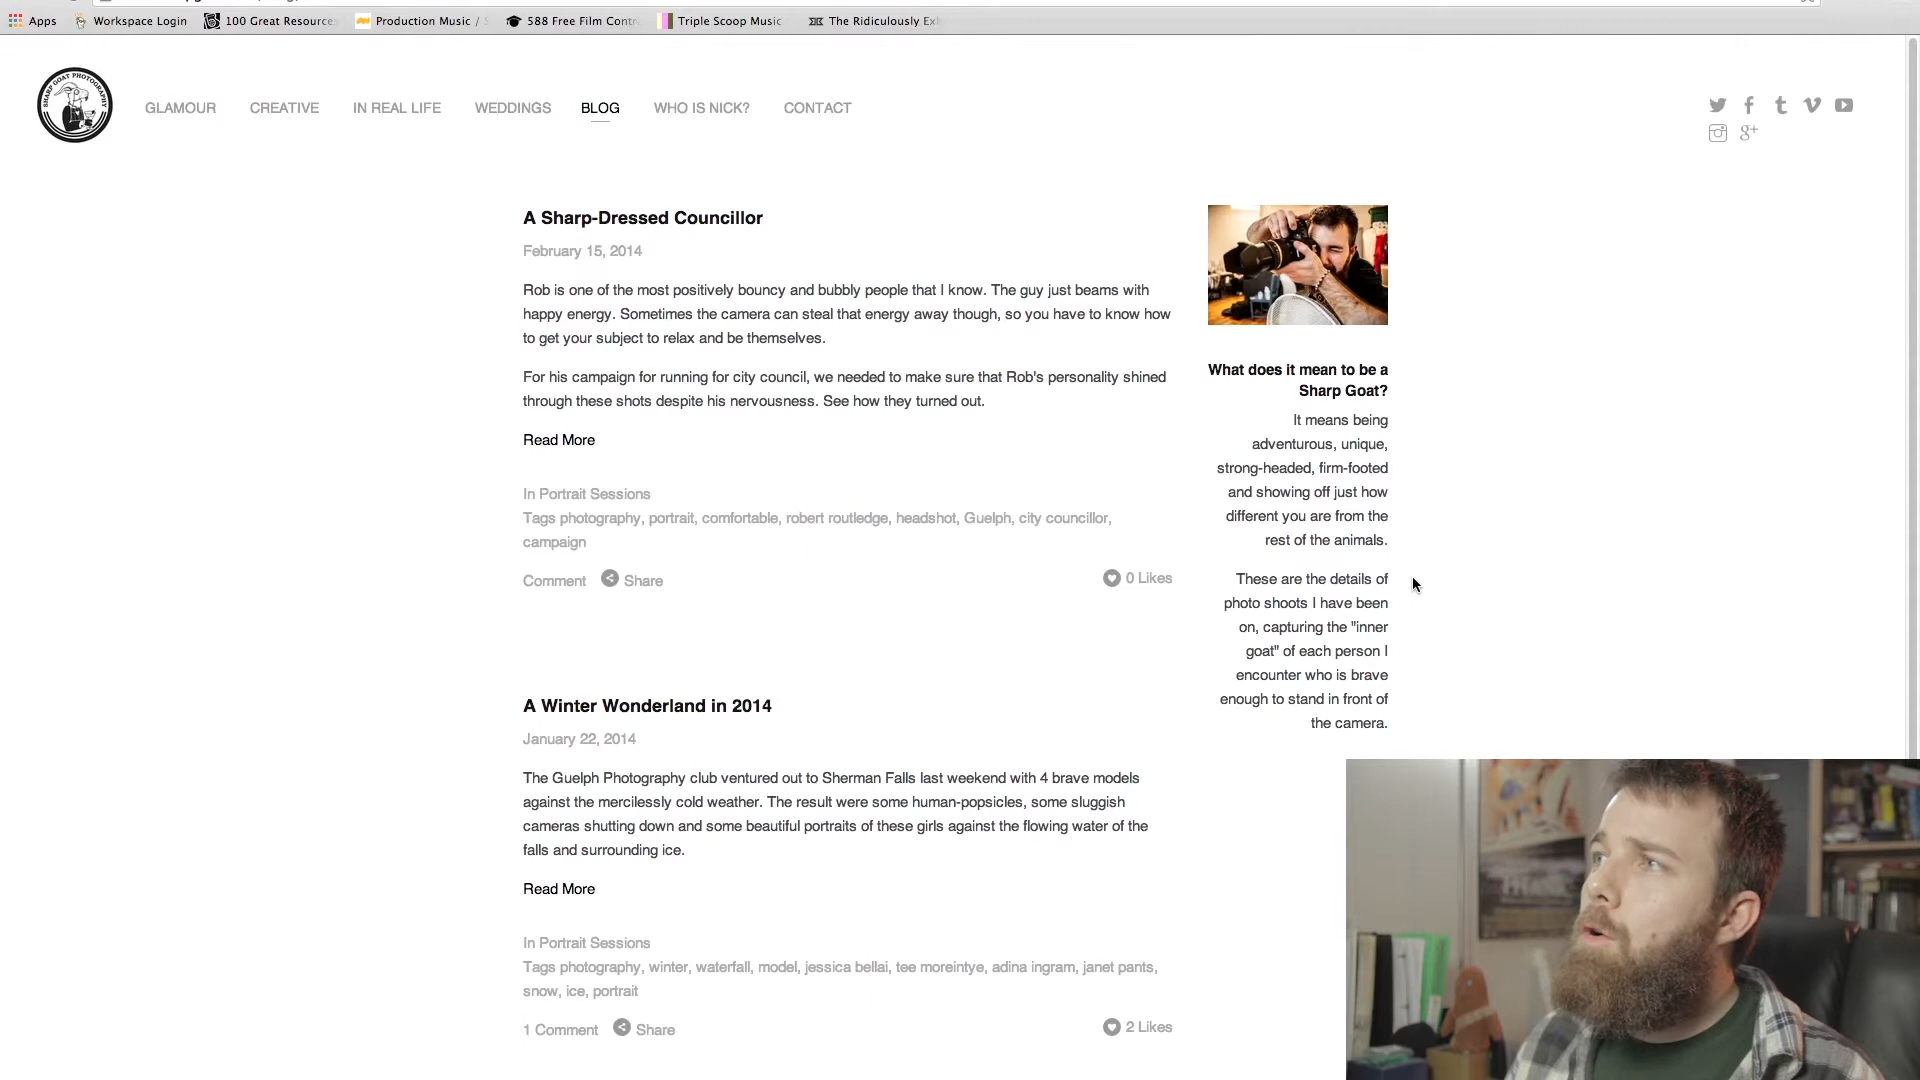 Apps Workspace Login 100 Great Resources Production Music / S 588 Free Film Contr Triple Scoop Music The Ridiculously Ex
SHARP GOAT PHOTOGRAPHY
GLAMOUR CREATIVE IN REAL LIFE WEDDINGS BLOG WHO IS NICK? CONTACT
A Sharp-Dressed Councillor
February 15, 2014
Rob is one of the most positively bouncy and bubbly people that I know. The guy just beams with
happy energy. Sometimes the camera can steal that energy away though, so you have to know how
to get your subject to relax and be themselves.
For his campaign for running for city council, we needed to make sure that Rob's personality shined
through these shots despite his nervousness. See how they turned out.
Read More
In Portrait Sessions
Tags photography, portrait, comfortable, robert routledge, headshot, Guelph, city councillor,
campaign
Comment Share 0 Likes
A Winter Wonderland in 2014
January 22, 2014
The Guelph Photography club ventured out to Sherman Falls last weekend with 4 brave models
against the mercilessly cold weather. The result were some human-popsicles, some sluggish
cameras shutting down and some beautiful portraits of these girls against the flowing water of the
falls and surrounding ice.
Read More
In Portrait Sessions
Tags photography, winter, waterfall, model, jessica bellai, tee moreintye, adina ingram, janet pants,
snow, ice, portrait
1 Comment Share 2 Likes
What does it mean to be a
Sharp Goat?
It means being
adventurous, unique,
strong-headed, firm-footed
and showing off just how
different you are from the
rest of the animals.
These are the details of
photo shoots I have been
on, capturing the "inner
goat" of each person I
encounter who is brave
enough to stand in front of
the camera.